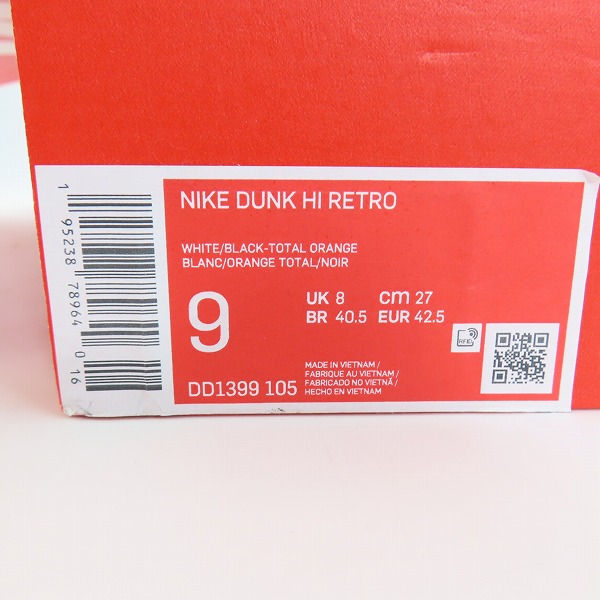 NIKE DUNK HI RETRO
WHITE/BLACK-TOTAL ORANGE
BLANC/ORANGE TOTAL/NOIR
9
UK 8 cm 27
BR 40.5 EUR 42.5
MADE IN VIETNAM /
FABRIQUE AU VIETNAM /
FABRICADO NO VIETNÃ /
HECHO EN VIETNAM
DD1399 105
RFID
1 95238 78964 0 16